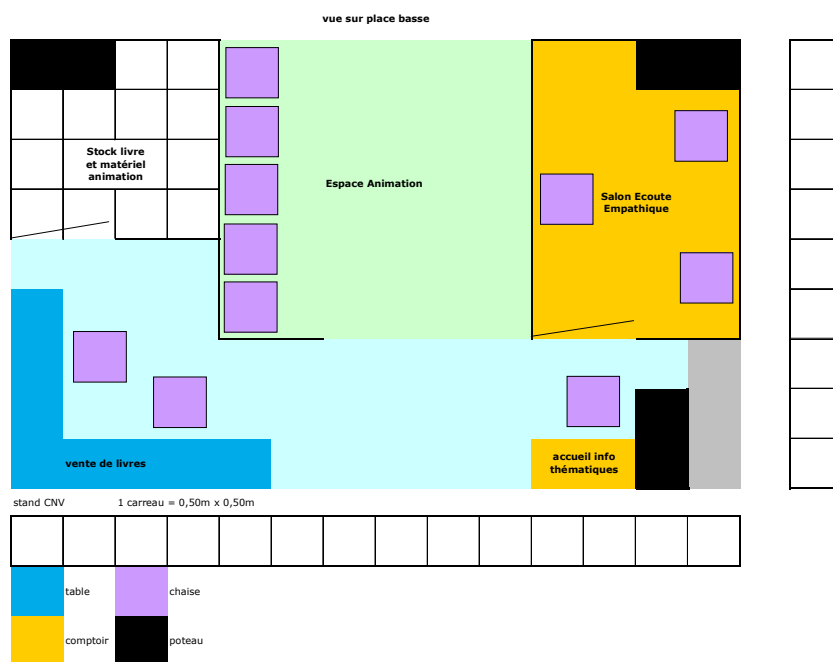 vue sur place basse
Stock livre
et matériel
animation
Espace Animation
Salon Ecoute
Empathique
vente de livres
accueil info
thématiques
stand CNV
1 carreau = 0,50m x 0,50m
table
chaise
comptoir
poteau